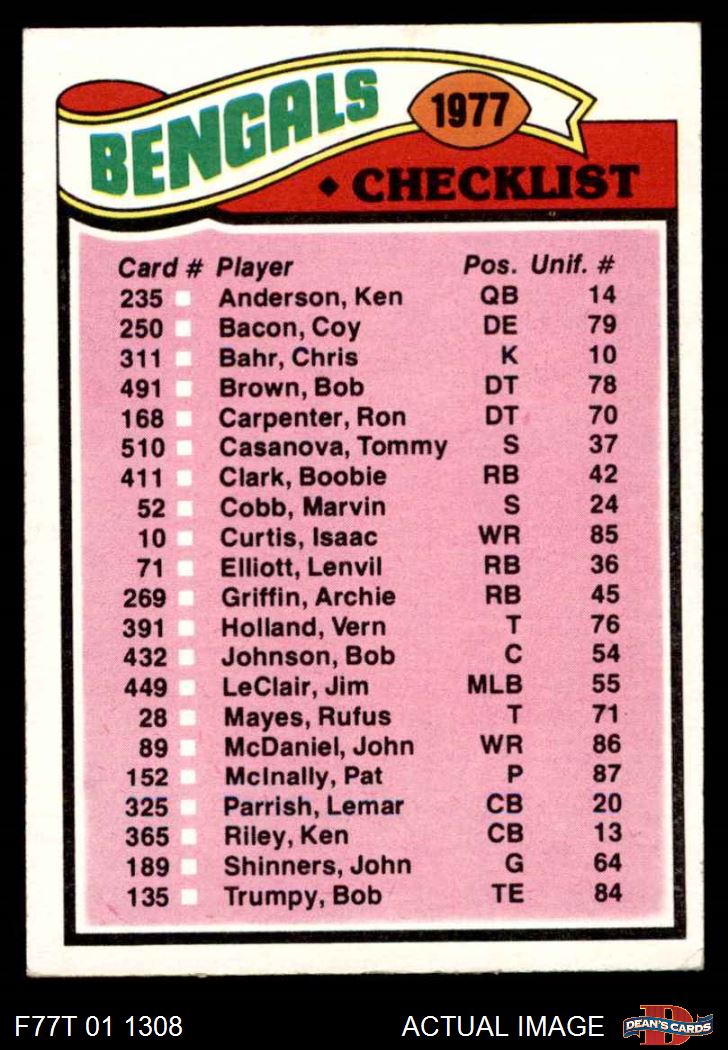 BENGALS
1977
♦ CHECKLIST
Card # Player Pos. Unif. #
235 Anderson, Ken QB 14
250 Bacon, Coy DE 79
311 Bahr, Chris K 10
491 Brown, Bob DT 78
168 Carpenter, Ron DT 70
510 Casanova, Tommy S 37
411 Clark, Boobie RB 42
52 Cobb, Marvin S 24
10 Curtis, Isaac WR 85
71 Elliott, Lenvil RB 36
269 Griffin, Archie RB 45
391 Holland, Vern T 76
432 Johnson, Bob C 54
449 LeClair, Jim MLB 55
28 Mayes, Rufus T 71
89 McDaniel, John WR 86
152 McInally, Pat P 87
325 Parrish, Lemar CB 20
365 Riley, Ken CB 13
189 Shinners, John G 64
135 Trumpy, Bob TE 84
F77T 01 1308 ACTUAL IMAGE D DEAN'S CARDS